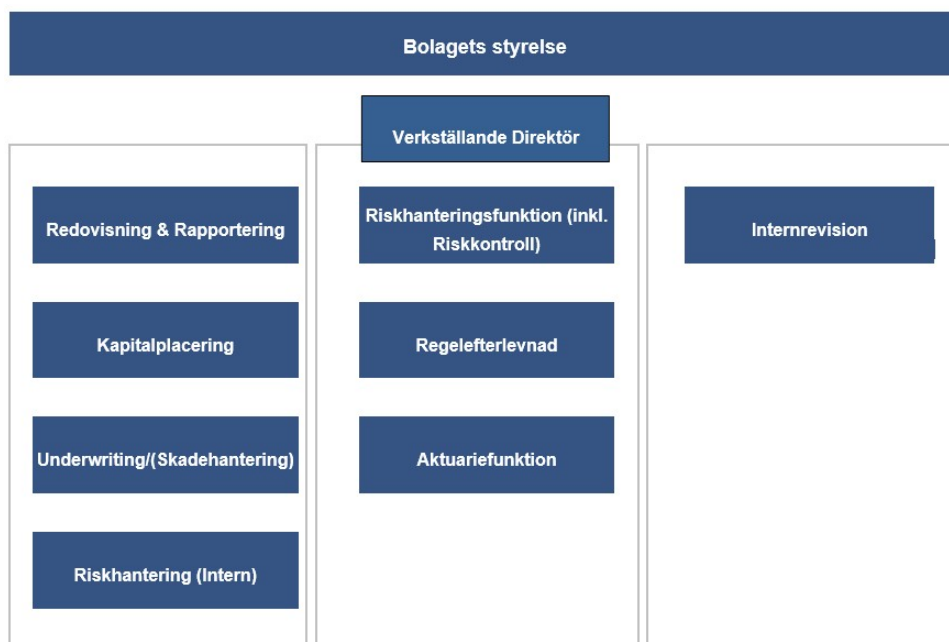 Bolagets styrelse
Verkställande Direktör
Redovisning & Rapportering
Kapitalplacering
Underwriting/(Skadehantering)
Riskhantering (Intern)
Riskhanteringsfunktion (inkl.
Riskkontroll)
Regelefterlevnad
Aktuariefunktion
Internrevision